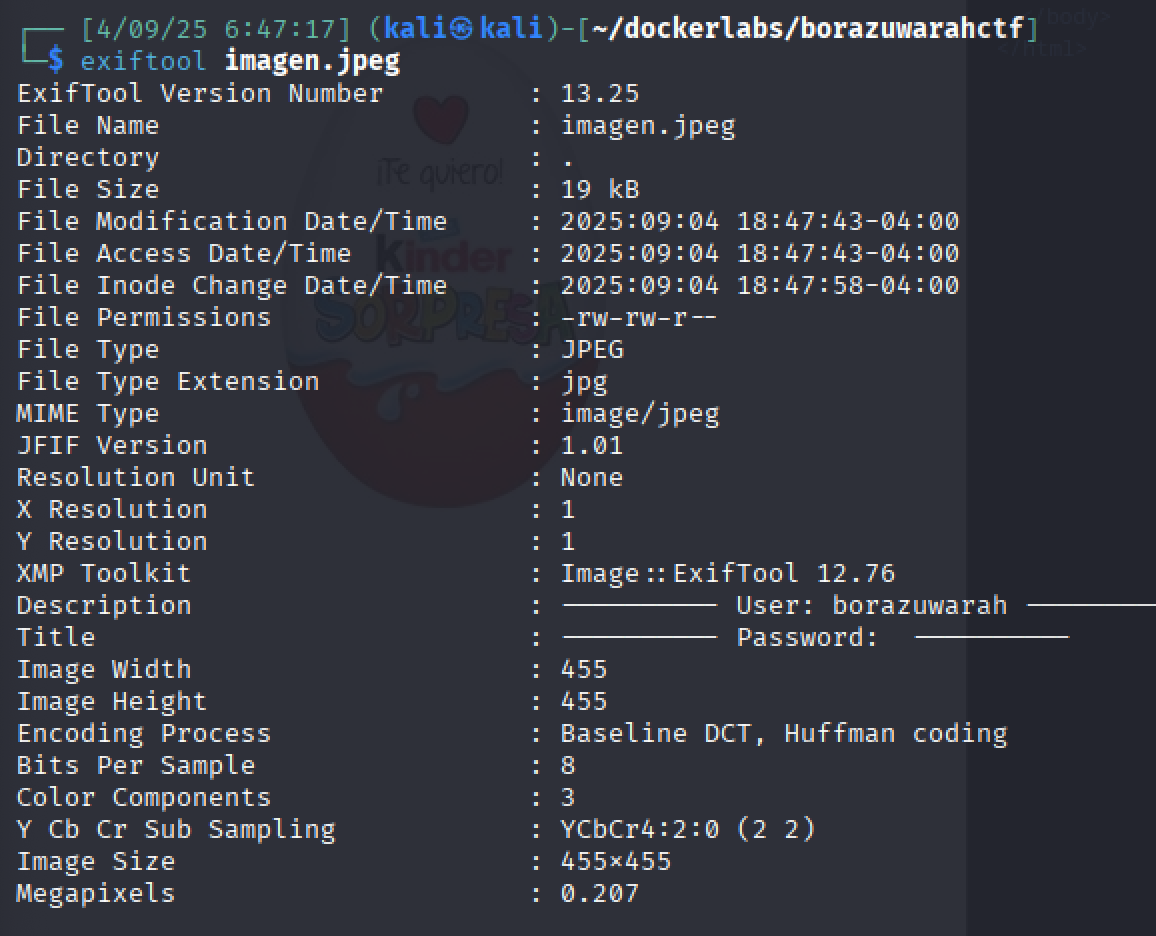 ┌── [4/09/25 6:47:17] (kali㉿kali)-[~/dockerlabs/borazuwarahctf]
└─$ exiftool imagen.jpeg
ExifTool Version Number : 13.25
File Name : imagen.jpeg
Directory : .
File Size : 19 kB
File Modification Date/Time : 2025:09:04 18:47:43-04:00
File Access Date/Time : 2025:09:04 18:47:43-04:00
File Inode Change Date/Time : 2025:09:04 18:47:58-04:00
File Permissions : -rw-rw-r--
File Type : JPEG
File Type Extension : jpg
MIME Type : image/jpeg
JFIF Version : 1.01
Resolution Unit : None
X Resolution : 1
Y Resolution : 1
XMP Toolkit : Image::ExifTool 12.76
Description : ---------- User: borazuwarah ----------
Title : ---------- Password:  ----------
Image Width : 455
Image Height : 455
Encoding Process : Baseline DCT, Huffman coding
Bits Per Sample : 8
Color Components : 3
Y Cb Cr Sub Sampling : YCbCr4:2:0 (2 2)
Image Size : 455×455
Megapixels : 0.207
¡Te quiero!
Kinder
SORPRESA
</body>
</html>